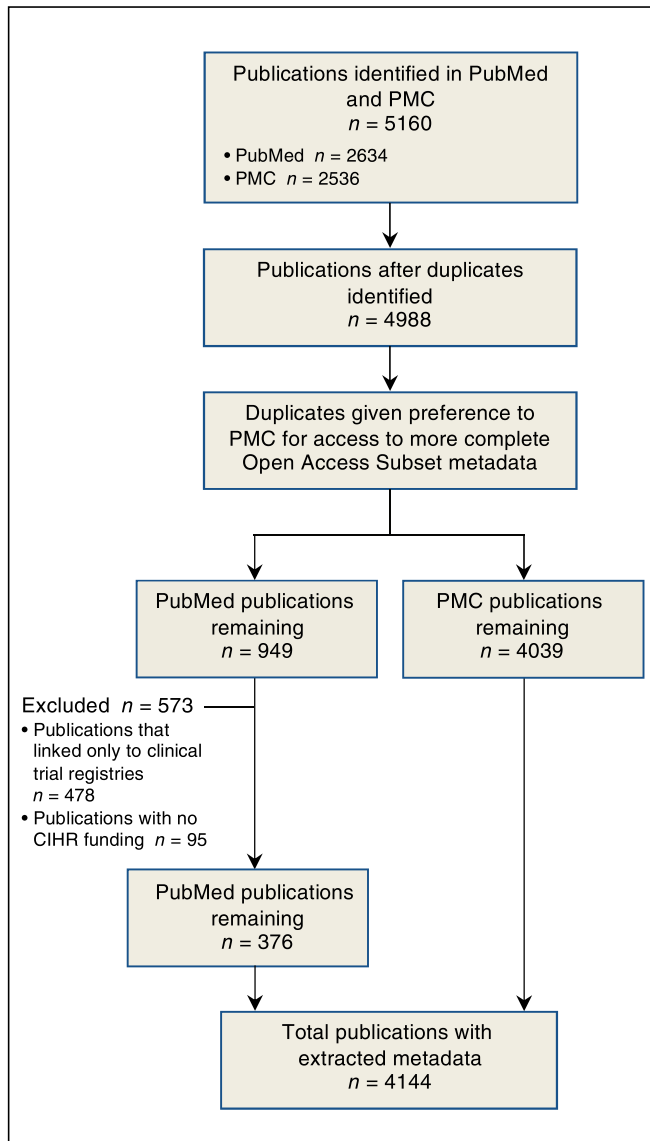 Publications identified in PubMed
and PMC
n = 5160
• PubMed n = 2634
• PMC n = 2536
Publications after duplicates
identified
n = 4988
Duplicates given preference to
PMC for access to more complete
Open Access Subset metadata
PubMed publications
remaining
n = 949
PMC publications
remaining
n = 4039
Excluded n = 573
• Publications that
linked only to clinical
trial registries
n = 478
• Publications with no
CIHR funding n = 95
PubMed publications
remaining
n = 376
Total publications with
extracted metadata
n = 4144